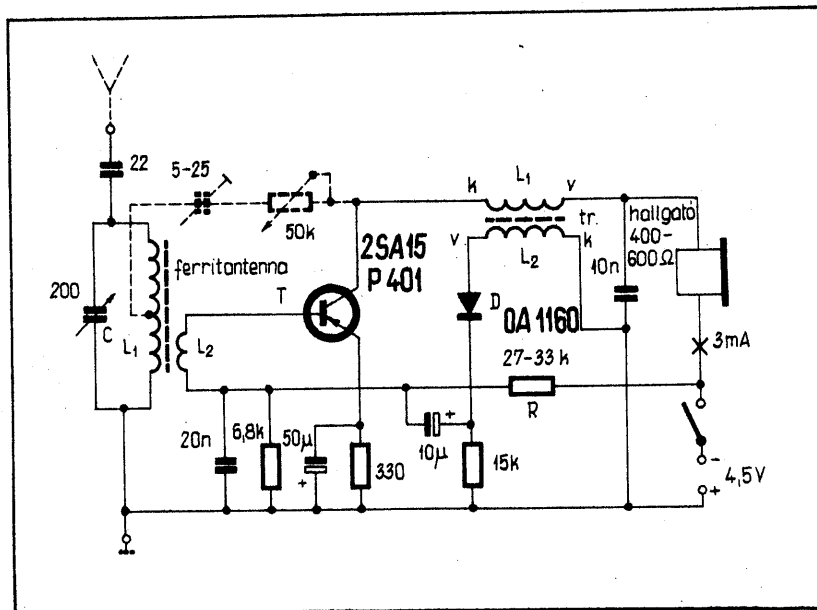 22
5-25
50k
k
L₁
v
hallgató
400-
600Ω
tr.
v
L₂
k
10n
2SA15
P 401
ferritantenna
200
C
L₁
L₂
T
D
OA 1160
3mA
27-33 k
R
20n
6,8k
50μ
+
330
10μ
+
15k
-
4,5V
+